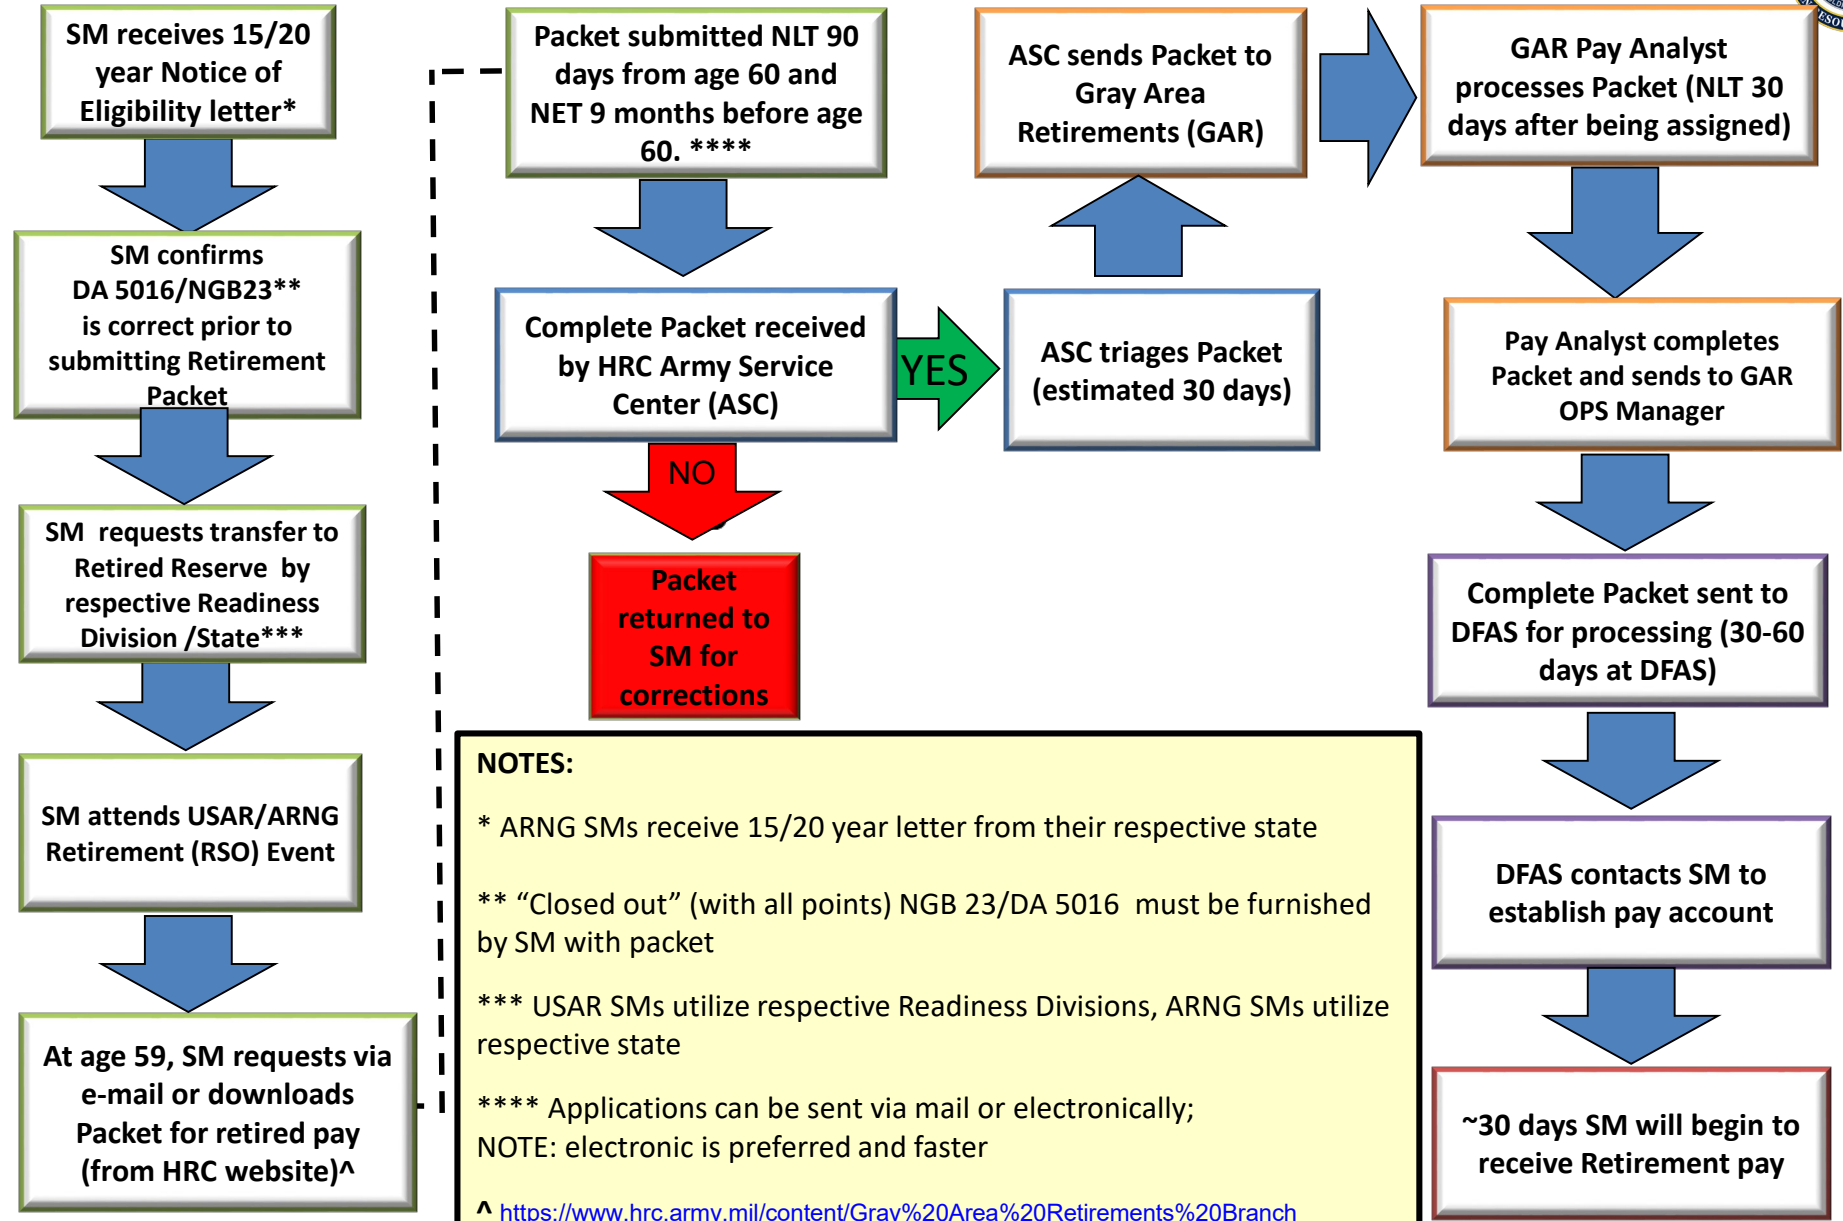 SM receives 15/20
year Notice of
Eligibility letter*
SM confirms
DA 5016/NGB23**
is correct prior to
submitting Retirement
Packet
SM requests transfer to
Retired Reserve by
respective Readiness
Division /State***
SM attends USAR/ARNG
Retirement (RSO) Event
At age 59, SM requests via
e-mail or downloads
Packet for retired pay
(from HRC website)^
Packet submitted NLT 90
days from age 60 and
NET 9 months before age
60. ****
Complete Packet received
by HRC Army Service
Center (ASC)
YES
NO
Packet
returned to
SM for
corrections
ASC triages Packet
(estimated 30 days)
ASC sends Packet to
Gray Area
Retirements (GAR)
GAR Pay Analyst
processes Packet (NLT 30
days after being assigned)
Pay Analyst completes
Packet and sends to GAR
OPS Manager
Complete Packet sent to
DFAS for processing (30-60
days at DFAS)
DFAS contacts SM to
establish pay account
~30 days SM will begin to
receive Retirement pay
NOTES:
* ARNG SMs receive 15/20 year letter from their respective state
** “Closed out” (with all points) NGB 23/DA 5016 must be furnished
by SM with packet
*** USAR SMs utilize respective Readiness Divisions, ARNG SMs utilize
respective state
**** Applications can be sent via mail or electronically;
NOTE: electronic is preferred and faster
^ https://www.hrc.army.mil/content/Gray%20Area%20Retirements%20Branch